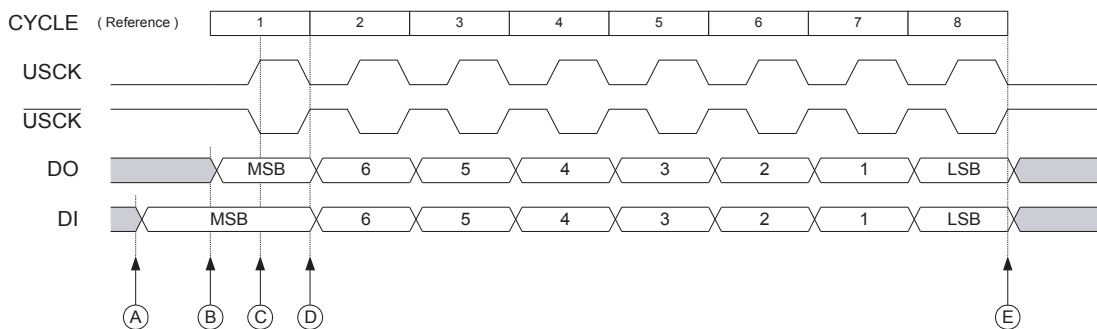 CYCLE ( Reference ) 1 2 3 4 5 6 7 8
USCK
USCK
DO MSB 6 5 4 3 2 1 LSB
DI MSB 6 5 4 3 2 1 LSB
A B C D E